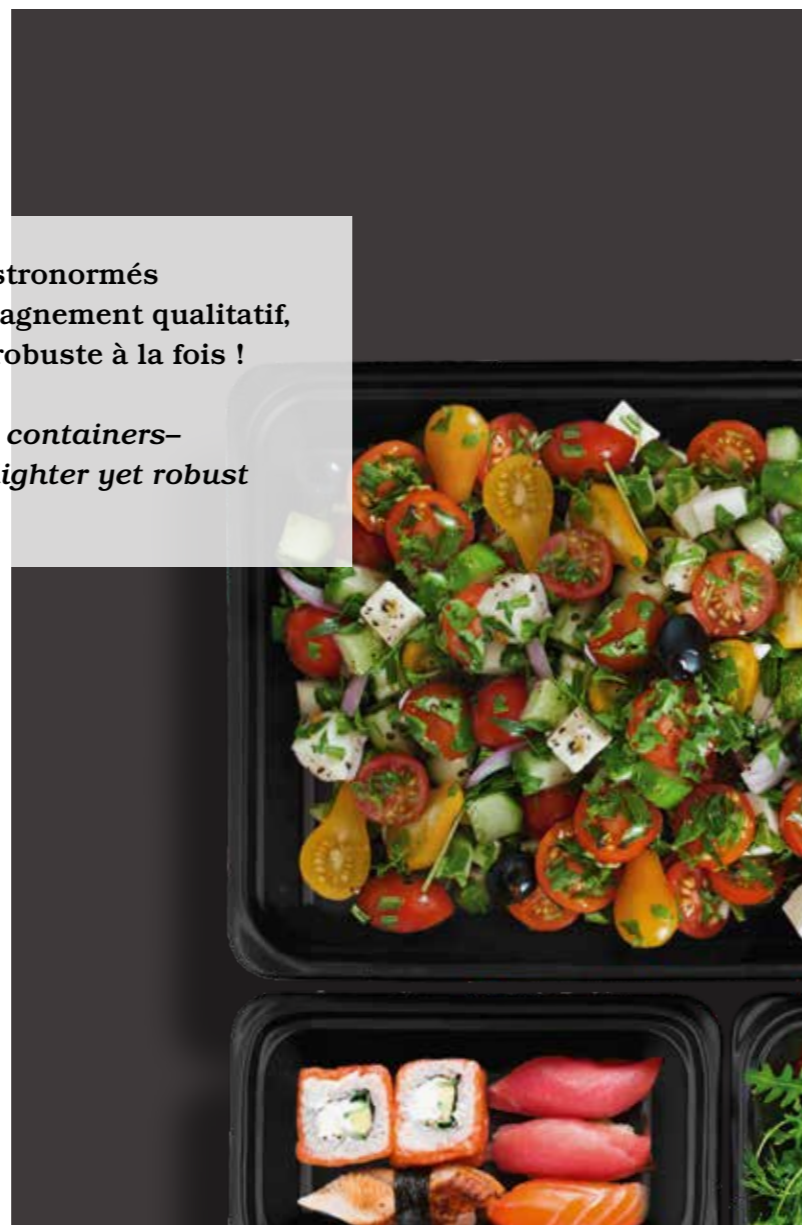 stronormés
agnement qualitatif,
robuste à la fois !
containers–
ighter yet robust